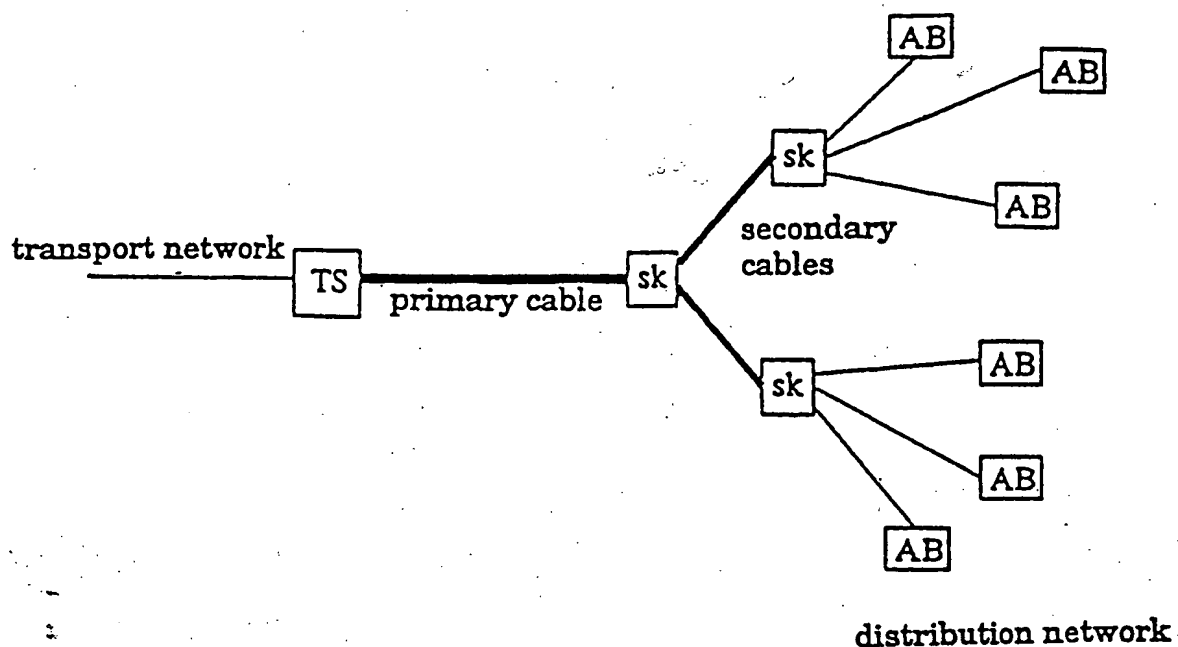 AB
AB
sk
AB
secondary
cables
transport network
TS
sk
primary cable
AB
sk
AB
AB
distribution network